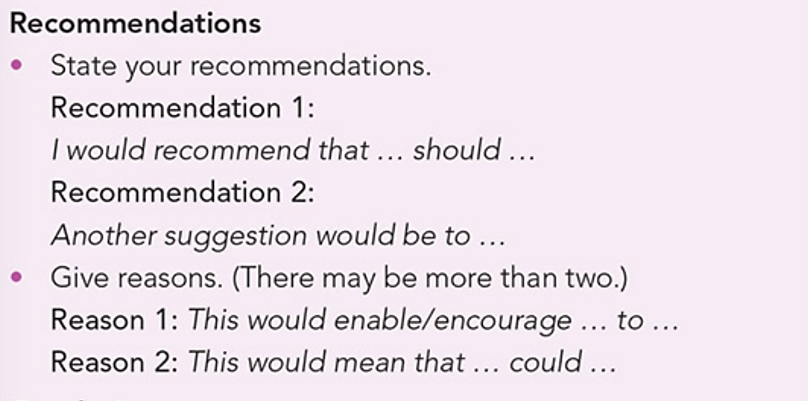 Recommendations
• State your recommendations.
Recommendation 1:
I would recommend that … should …
Recommendation 2:
Another suggestion would be to …
• Give reasons. (There may be more than two.)
Reason 1: This would enable/encourage … to …
Reason 2: This would mean that … could …